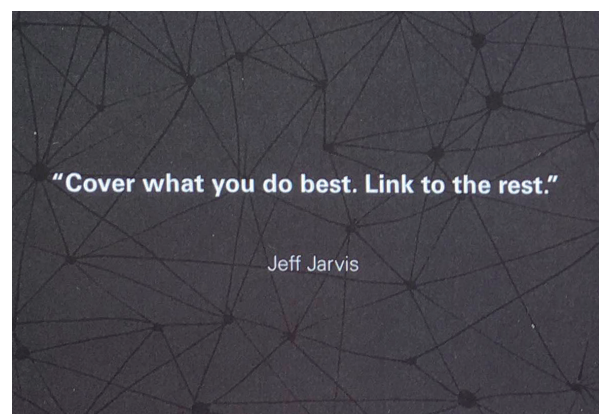 “Cover what you do best. Link to the rest.”
Jeff Jarvis